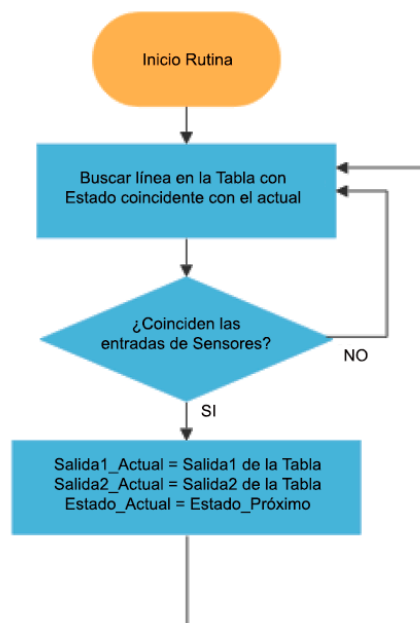 Inicio Rutina
Buscar línea en la Tabla con
Estado coincidente con el actual
¿Coinciden las
entradas de Sensores?
NO
SI
Salida1_Actual = Salida1 de la Tabla
Salida2_Actual = Salida2 de la Tabla
Estado_Actual = Estado_Próximo